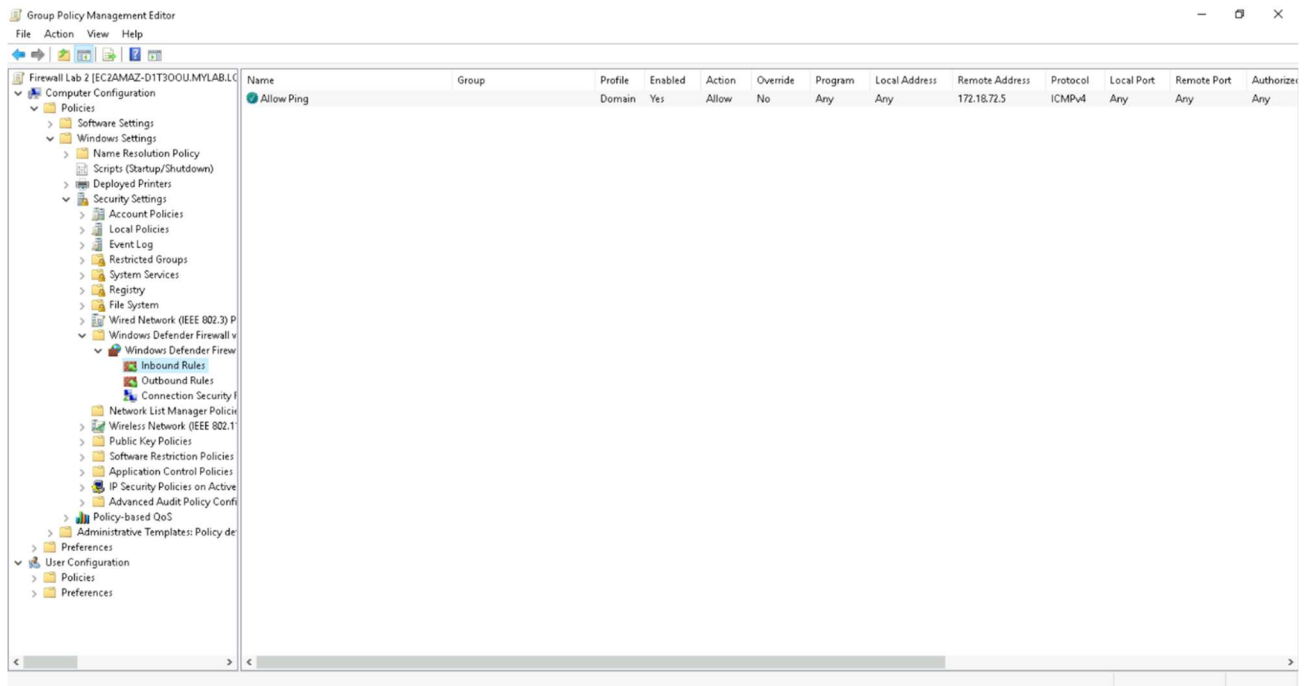 Group Policy Management Editor
File Action View Help
Firewall Lab 2 [EC2AMAZ-D1T3OOU.MYLAB.LC
Computer Configuration
Policies
Software Settings
Windows Settings
Name Resolution Policy
Scripts (Startup/Shutdown)
Deployed Printers
Security Settings
Account Policies
Local Policies
Event Log
Restricted Groups
System Services
Registry
File System
Wired Network (IEEE 802.3) P
Windows Defender Firewall v
Windows Defender Firew
Inbound Rules
Outbound Rules
Connection Security R
Network List Manager Policie
Wireless Network (IEEE 802.11
Public Key Policies
Software Restriction Policies
Application Control Policies
IP Security Policies on Active
Advanced Audit Policy Confi
Policy-based QoS
Administrative Templates: Policy de
Preferences
User Configuration
Policies
Preferences
Name Group Profile Enabled Action Override Program Local Address Remote Address Protocol Local Port Remote Port Authorized
Allow Ping Domain Yes Allow No Any Any 172.18.72.5 ICMPv4 Any Any Any